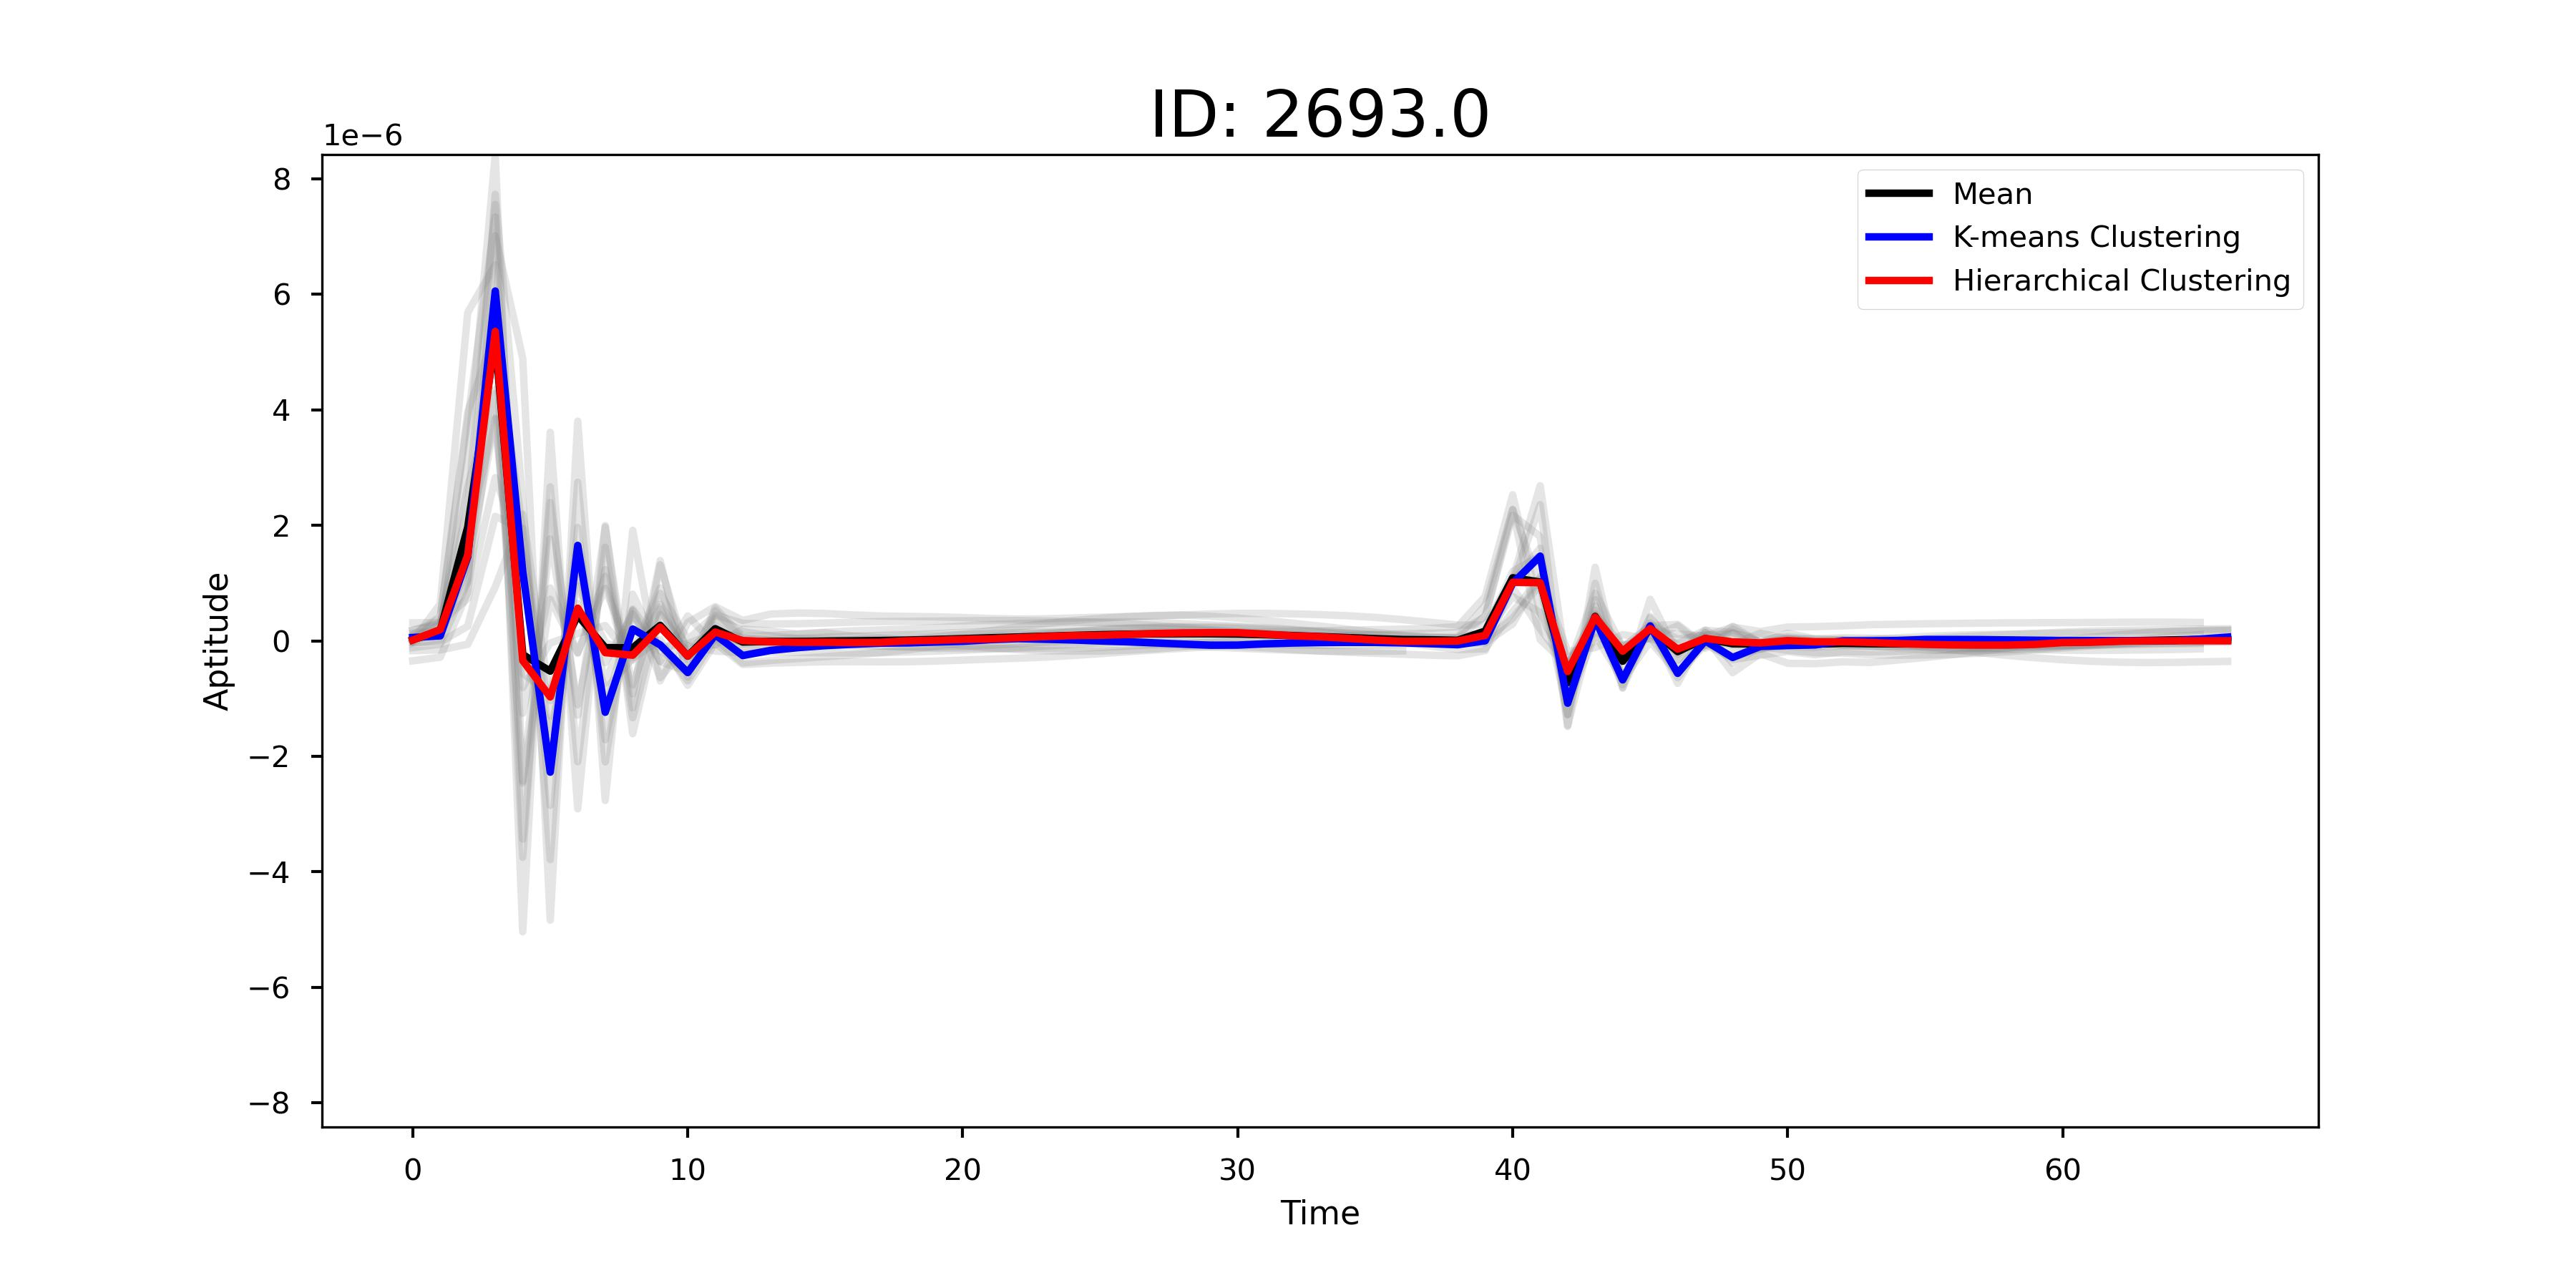 ID: 2693.0
1e−6
8
6
4
2
0
−2
−4
−6
−8
Aptitude
Mean
K-means Clustering
Hierarchical Clustering
0 10 20 30 40 50 60
Time